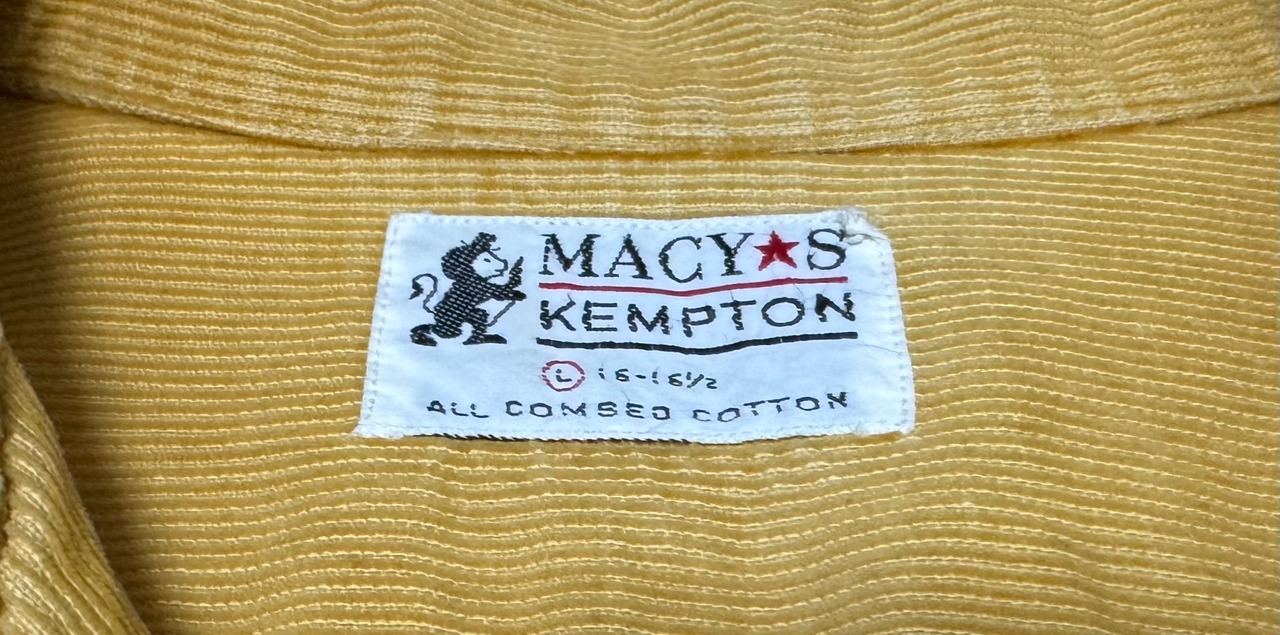 MACY★S
KEMPTON
L 16-16½
ALL COMBED COTTON